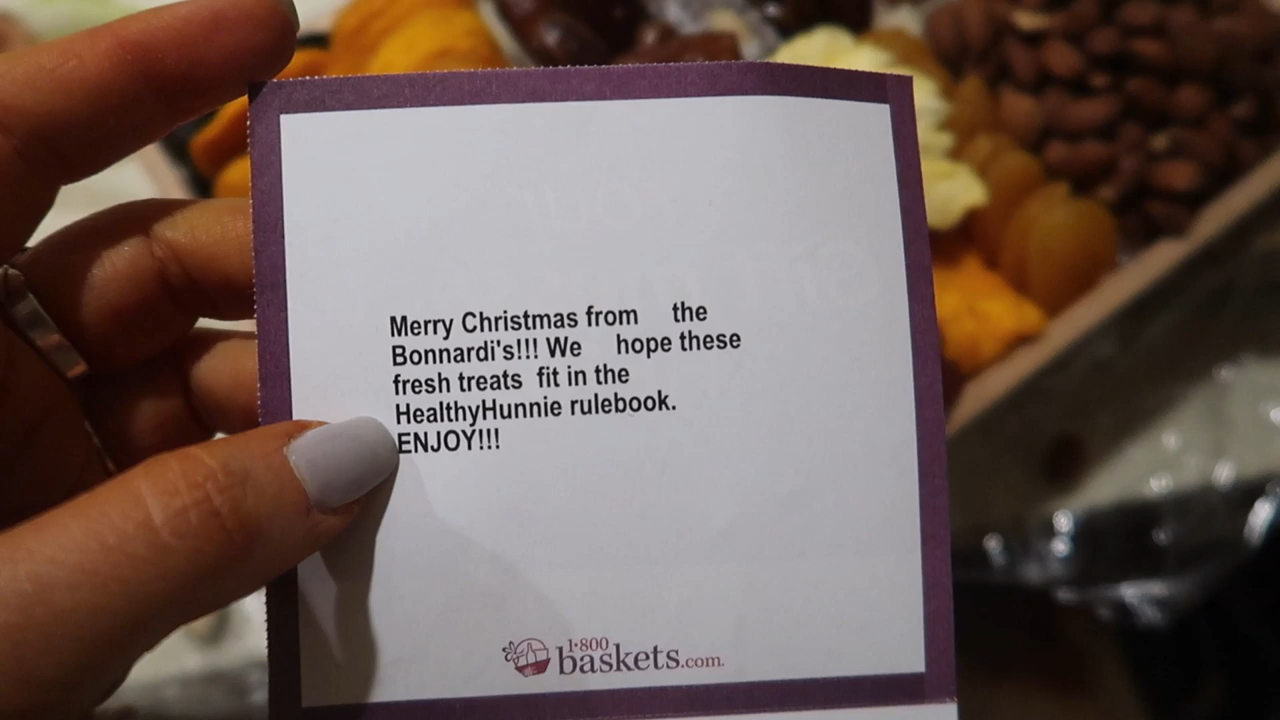 Merry Christmas from the
Bonnardi's!!! We hope these
fresh treats fit in the
HealthyHunnie rulebook.
ENJOY!!!
1·800
baskets.com.